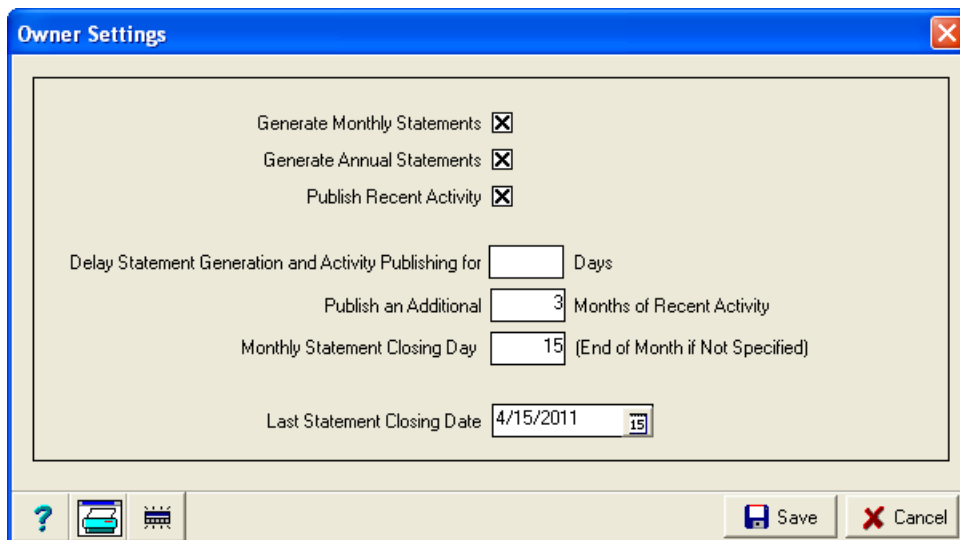 Owner Settings
Generate Monthly Statements
Generate Annual Statements
Publish Recent Activity
Delay Statement Generation and Activity Publishing for Days
Publish an Additional 3 Months of Recent Activity
Monthly Statement Closing Day 15 (End of Month if Not Specified)
Last Statement Closing Date 4/15/2011 15
? Save Cancel